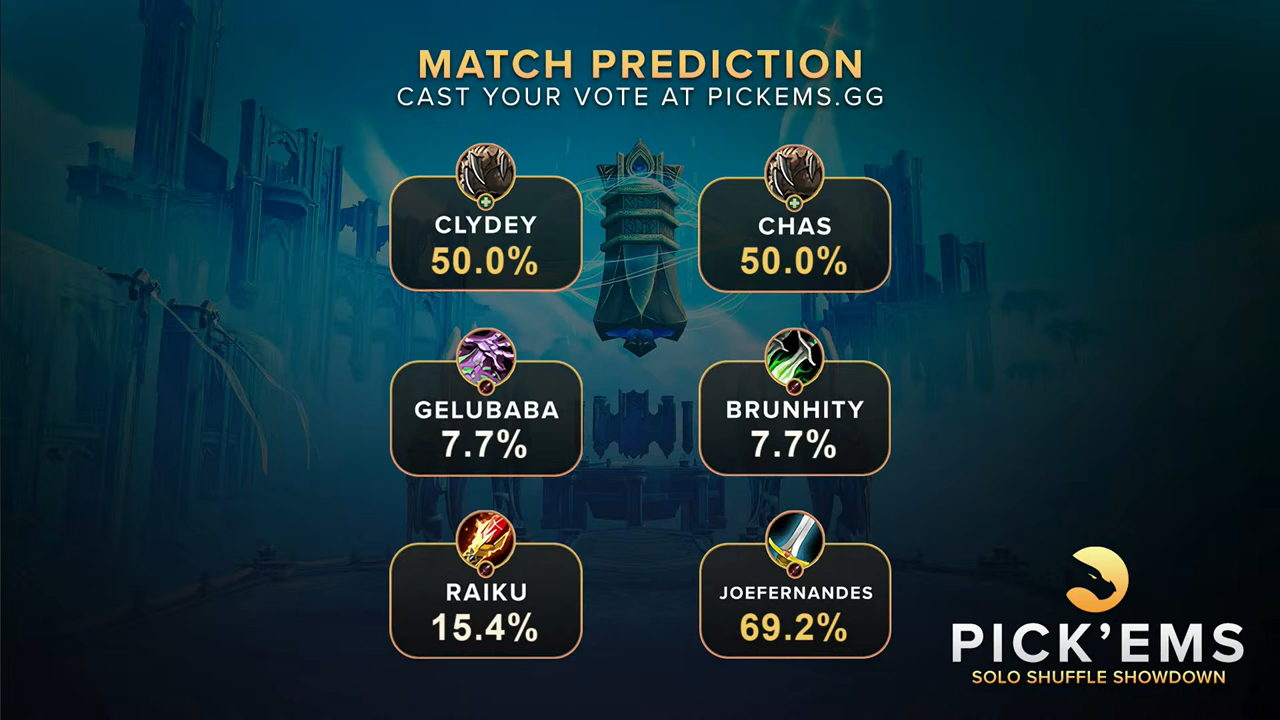 MATCH PREDICTION
CAST YOUR VOTE AT PICKEMS.GG
CLYDEY
50.0%
CHAS
50.0%
GELUBABA
7.7%
BRUNHITY
7.7%
RAIKU
15.4%
JOEFERNANDES
69.2%
PICK'EMS
SOLO SHUFFLE SHOWDOWN